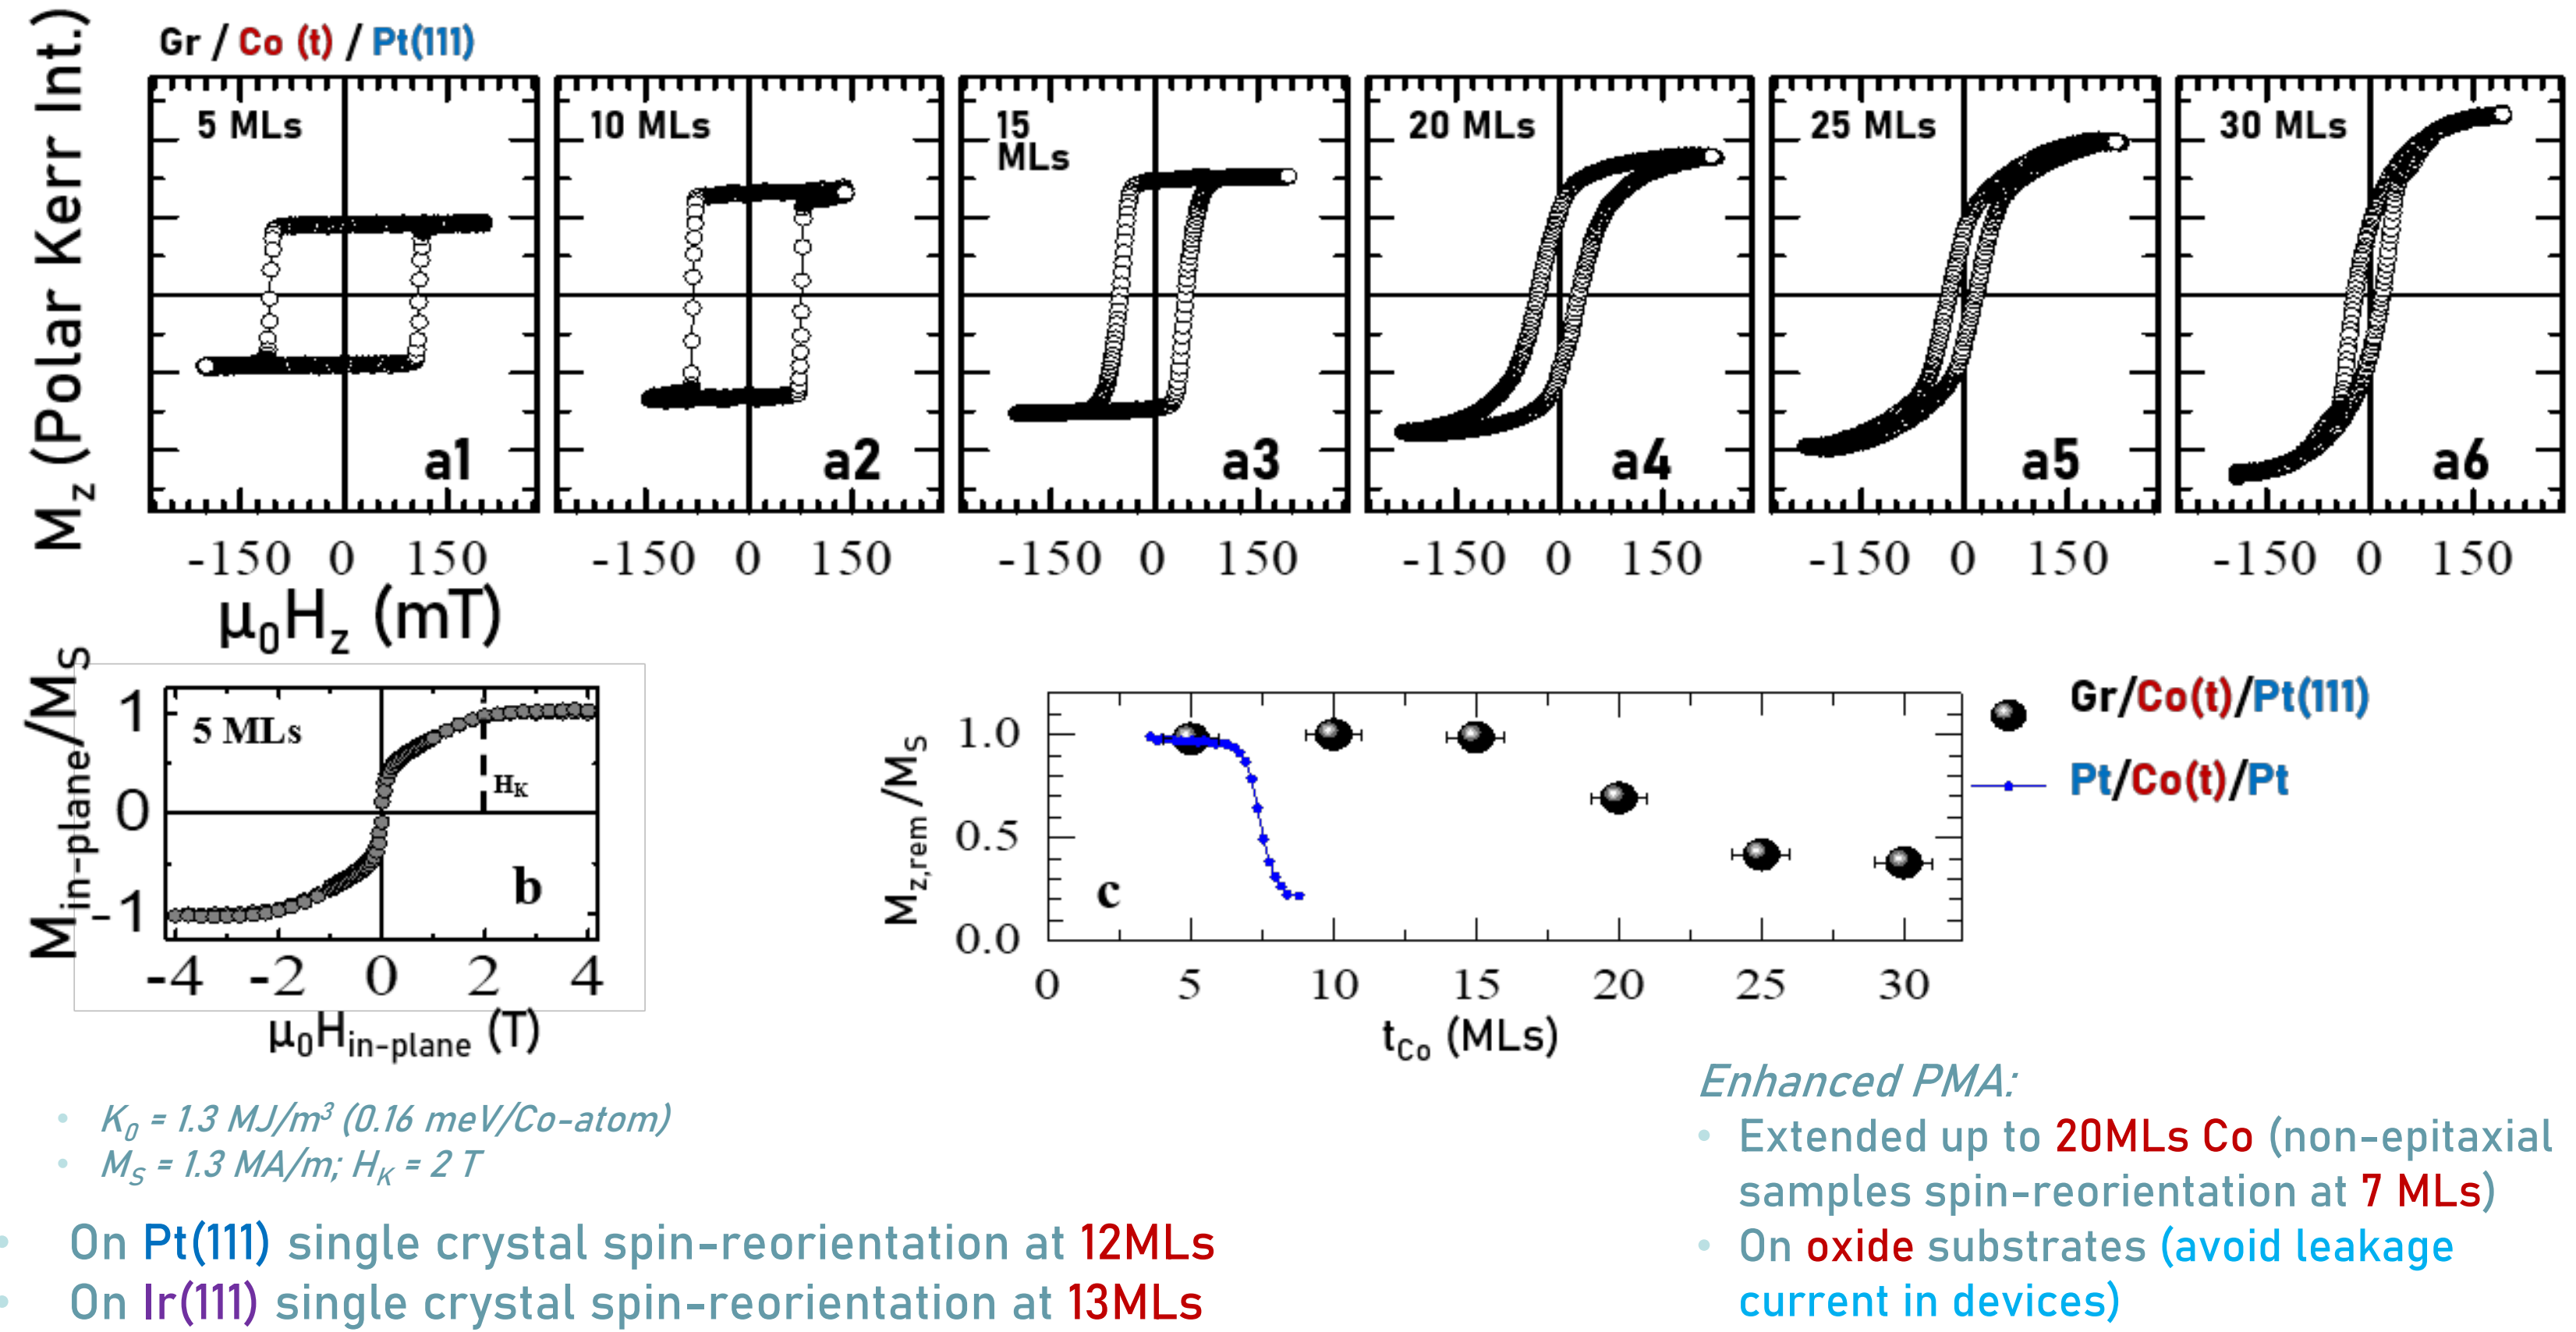 Gr / Co (t) / Pt(111)
M_z (Polar Kerr Int.)
5 MLs
a1
10 MLs
a2
15
MLs
a3
20 MLs
a4
25 MLs
a5
30 MLs
a6
-150 0 150
-150 0 150
-150 0 150
-150 0 150
-150 0 150
-150 0 150
μ₀H_z (mT)
M_in-plane/M_S
1
0
-1
5 MLs
H_K
b
-4 -2 0 2 4
μ₀H_in-plane (T)
M_z,rem /M_S
1.0
0.5
0.0
c
0 5 10 15 20 25 30
t_Co (MLs)
Gr/Co(t)/Pt(111)
Pt/Co(t)/Pt
• K₀ = 1.3 MJ/m³ (0.16 meV/Co-atom)
• M_S = 1.3 MA/m; H_K = 2 T
• On Pt(111) single crystal spin-reorientation at 12MLs
• On Ir(111) single crystal spin-reorientation at 13MLs
Enhanced PMA:
• Extended up to 20MLs Co (non-epitaxial
samples spin-reorientation at 7 MLs)
• On oxide substrates (avoid leakage
current in devices)